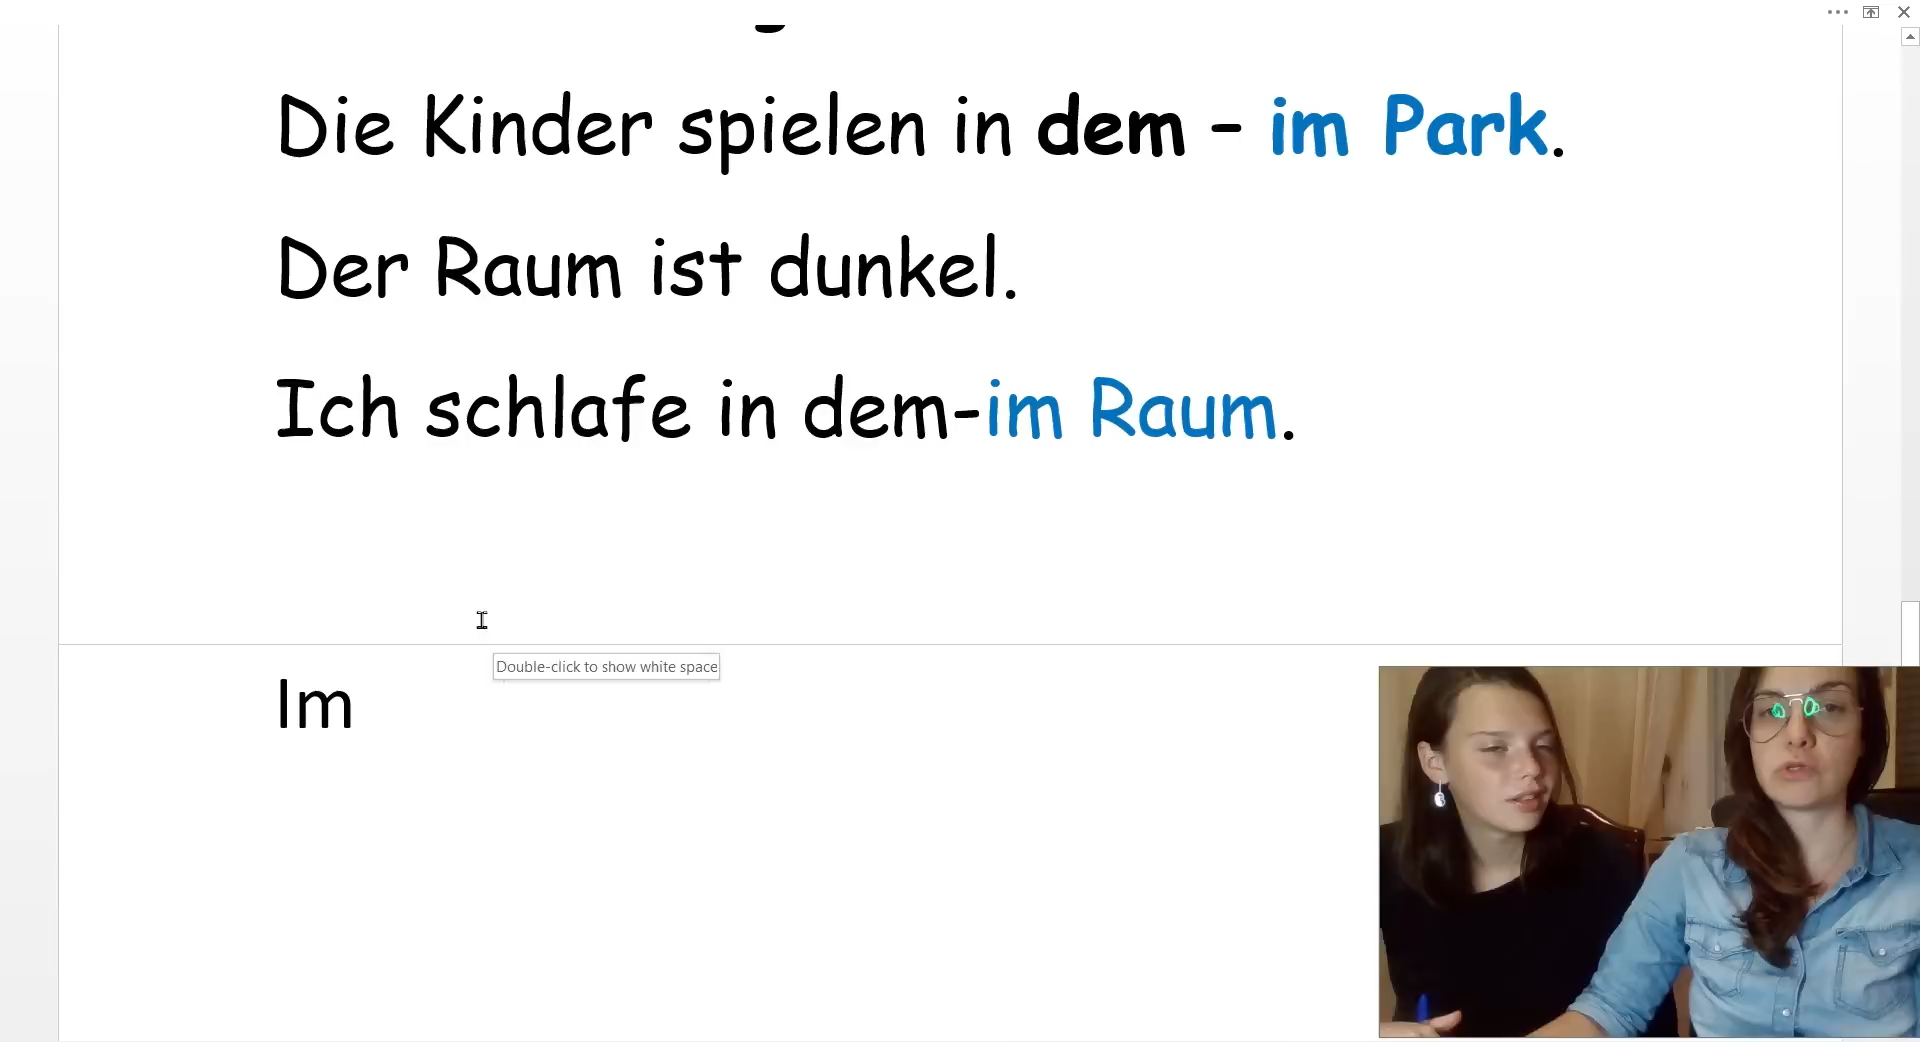 Die Kinder spielen in dem – im Park.
Der Raum ist dunkel.
Ich schlafe in dem-im Raum.
Double-click to show white space
Im